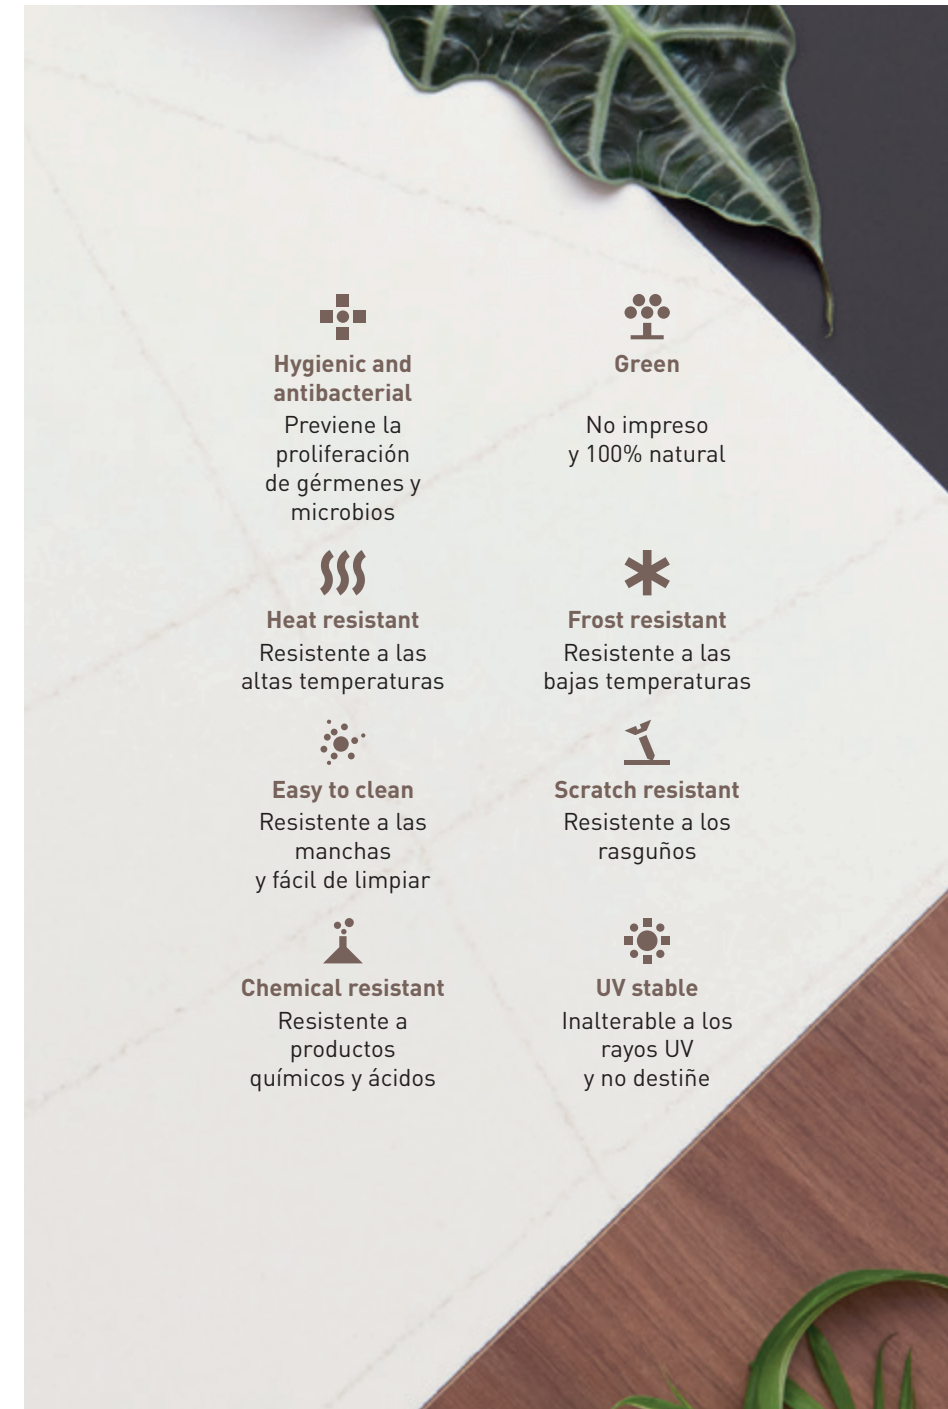 Hygienic and
antibacterial
Previene la
proliferación
de gérmenes y
microbios
Green
No impreso
y 100% natural
Heat resistant
Resistente a las
altas temperaturas
Frost resistant
Resistente a las
bajas temperaturas
Easy to clean
Resistente a las
manchas
y fácil de limpiar
Scratch resistant
Resistente a los
rasguños
Chemical resistant
Resistente a
productos
químicos y ácidos
UV stable
Inalterable a los
rayos UV
y no destiñe